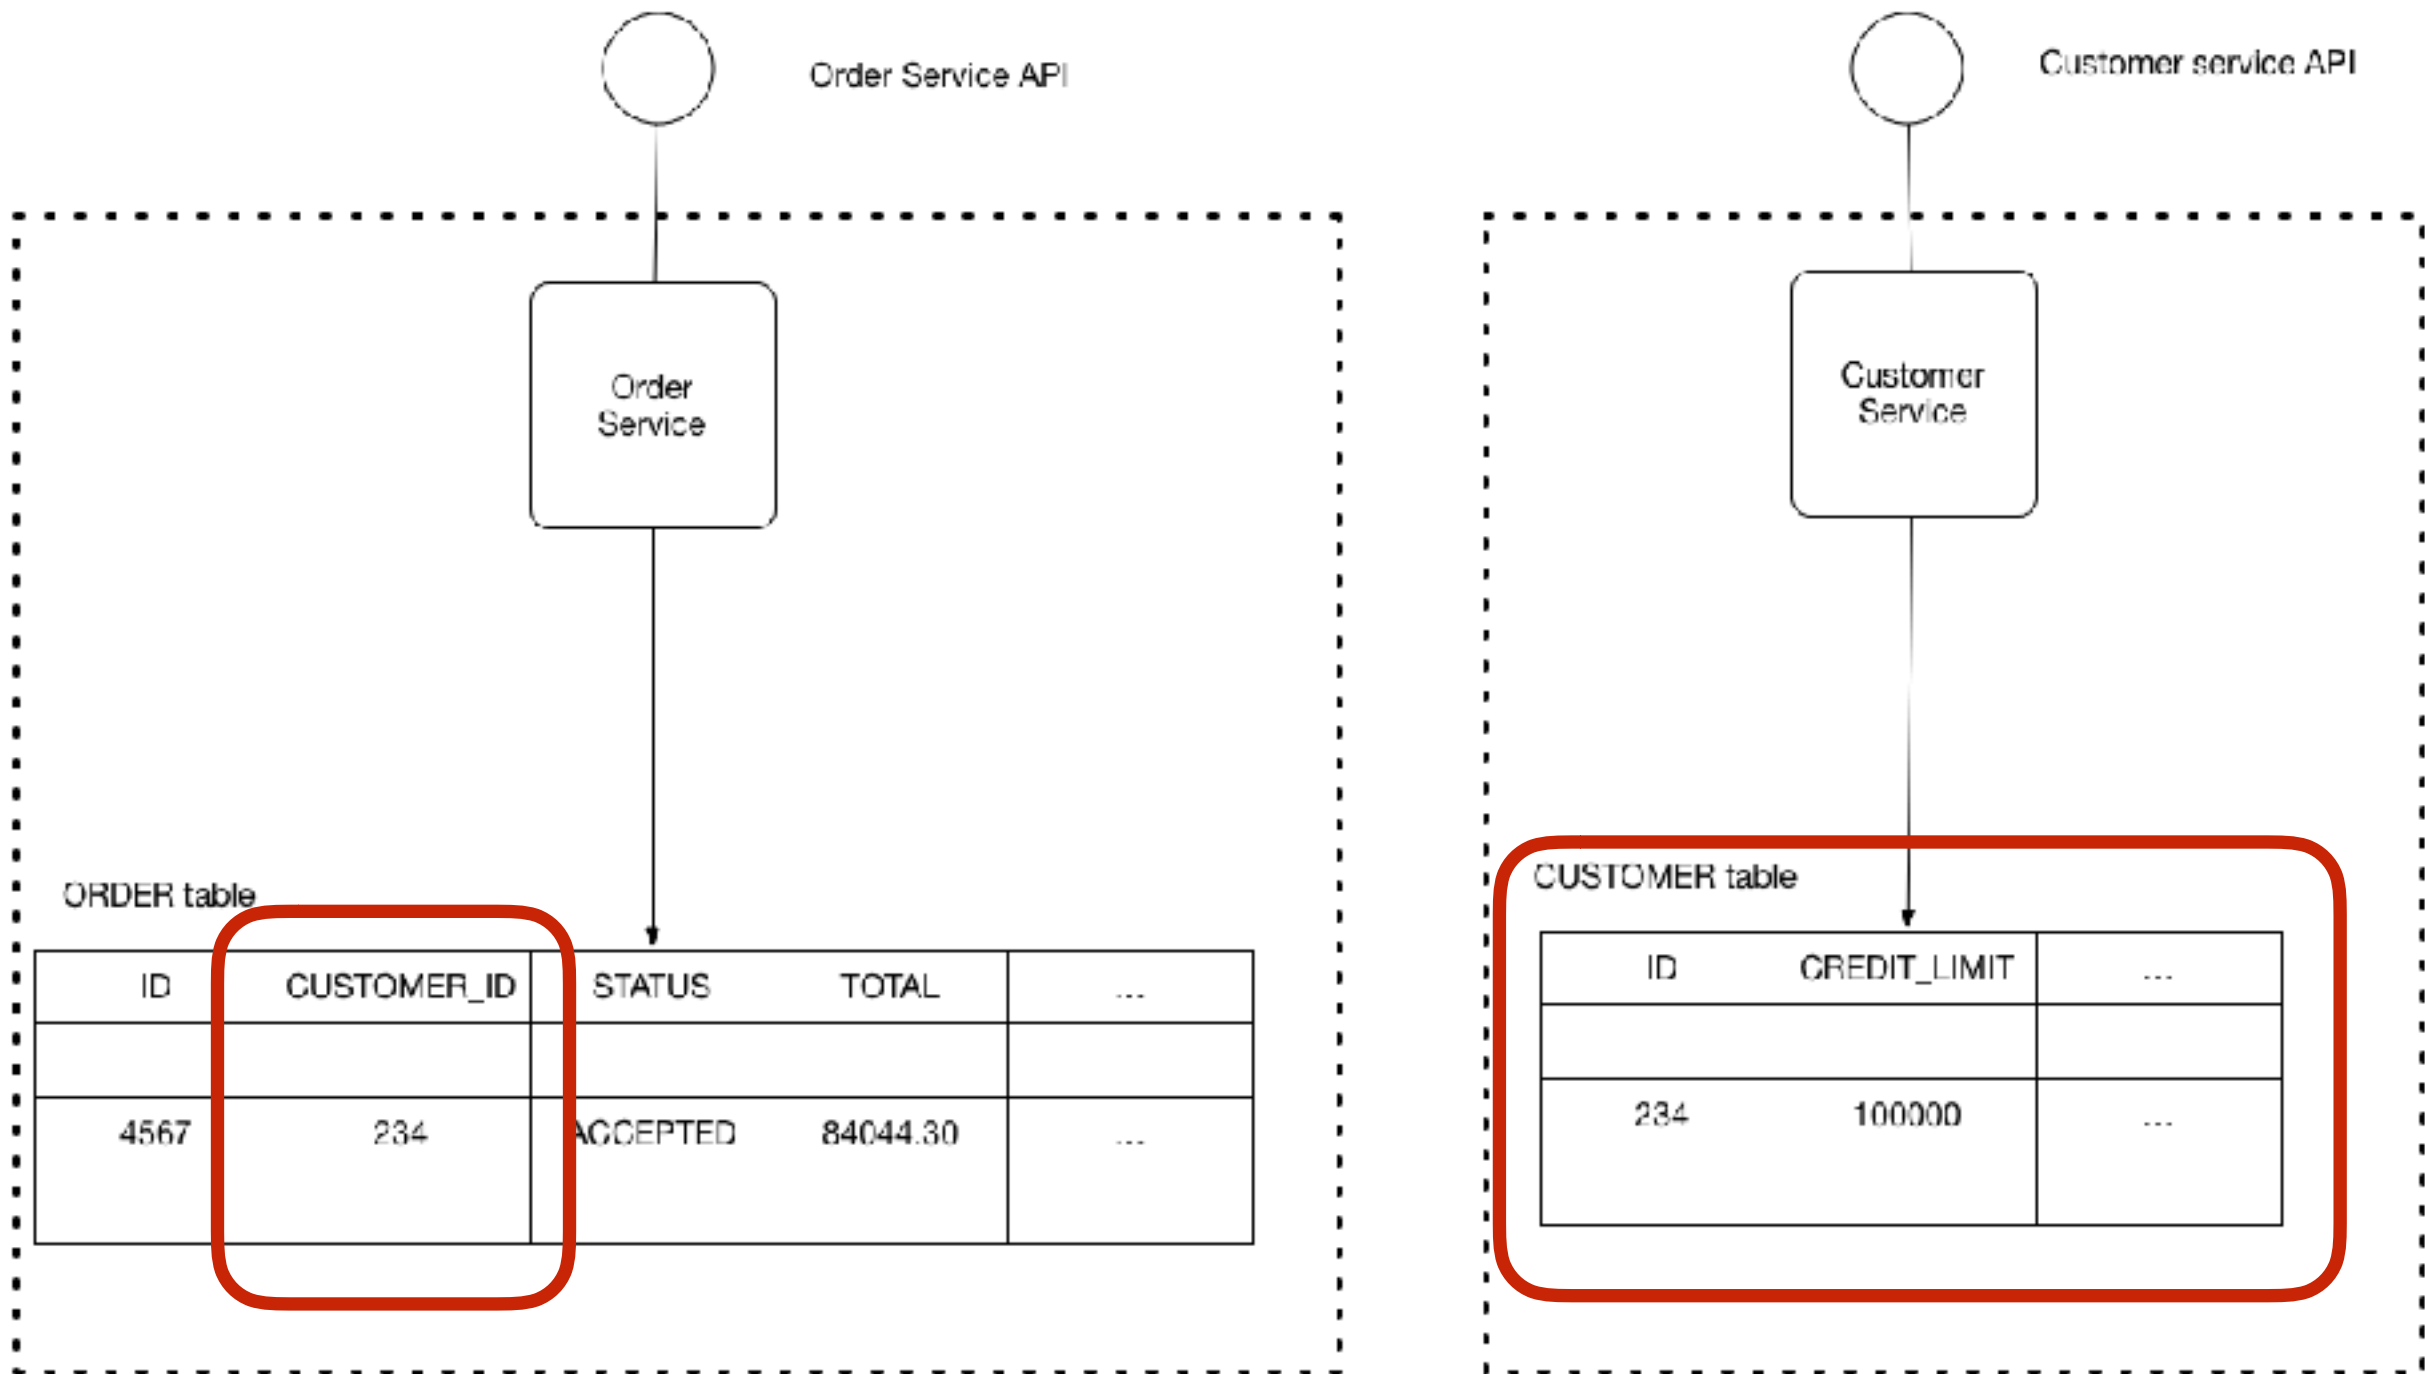 Order Service API
Customer service API
Order
Service
Customer
Service
ORDER table
ID CUSTOMER_ID STATUS TOTAL ...
4567 234 ACCEPTED 84044.30 ...
CUSTOMER table
ID CREDIT_LIMIT ...
234 100000 ...